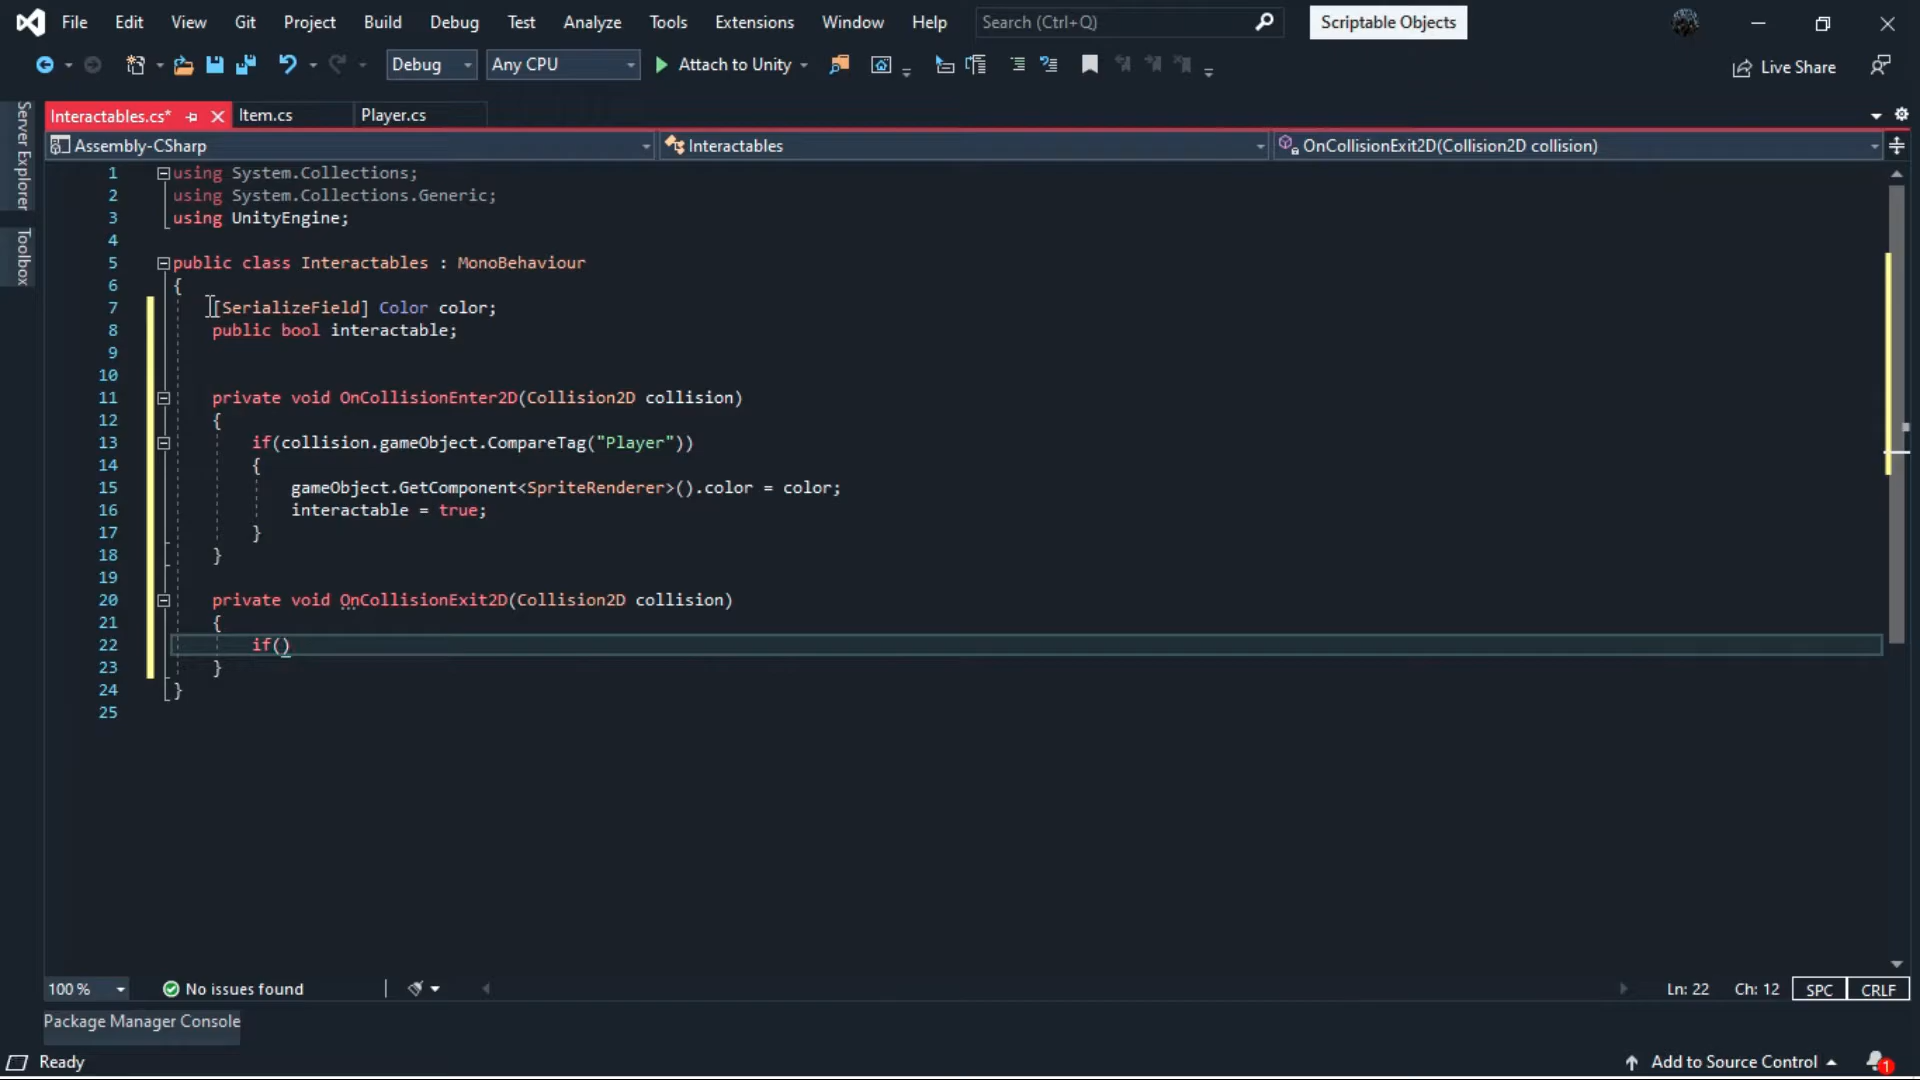 File Edit View Git Project Build Debug Test Analyze Tools Extensions Window Help Search (Ctrl+Q) Scriptable Objects
Debug Any CPU Attach to Unity Live Share
Server Explorer
Toolbox
Interactables.cs* Item.cs Player.cs
Assembly-CSharp Interactables OnCollisionExit2D(Collision2D collision)
1 using System.Collections;
2 using System.Collections.Generic;
3 using UnityEngine;
4
5 public class Interactables : MonoBehaviour
6 {
7 [SerializeField] Color color;
8 public bool interactable;
9
10
11 private void OnCollisionEnter2D(Collision2D collision)
12 {
13 if(collision.gameObject.CompareTag("Player"))
14 {
15 gameObject.GetComponent<SpriteRenderer>().color = color;
16 interactable = true;
17 }
18 }
19
20 private void OnCollisionExit2D(Collision2D collision)
21 {
22 if()
23 }
24 }
25
100 % No issues found Ln: 22 Ch: 12 SPC CRLF
Package Manager Console
Ready Add to Source Control 1